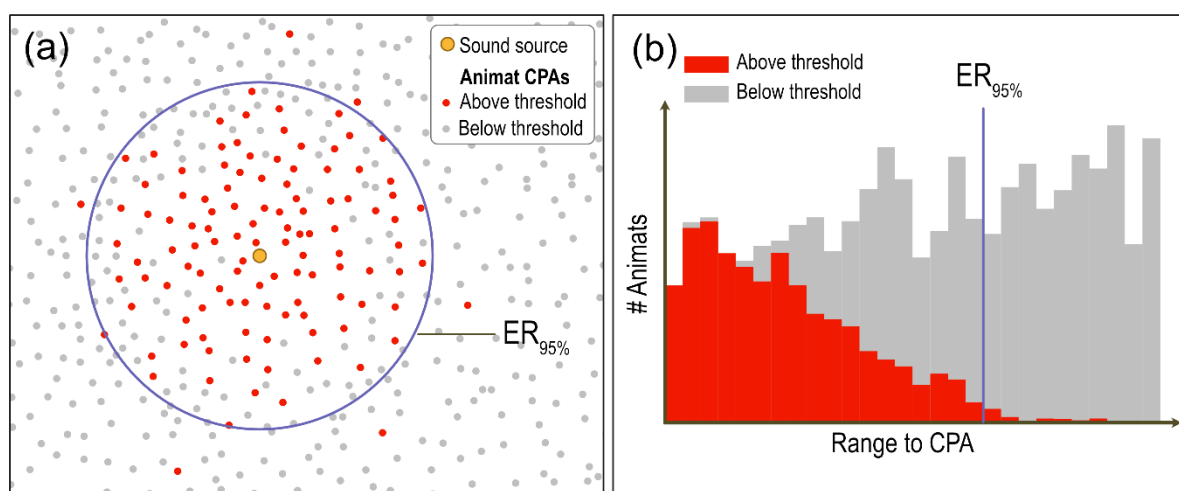 (a)
Sound source
Animat CPAs
Above threshold
Below threshold
ER95%
(b)
Above threshold
Below threshold
ER95%
# Animats
Range to CPA